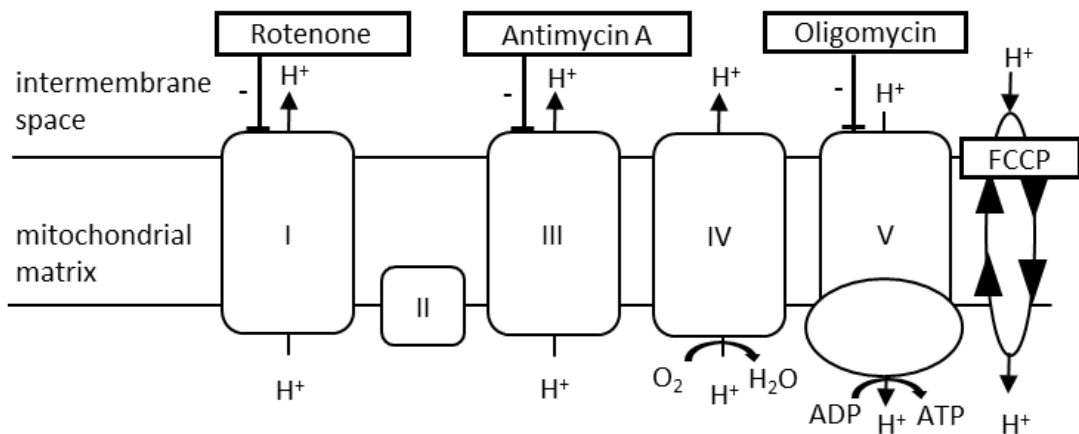 Rotenone
Antimycin A
Oligomycin
intermembrane
space
- H⁺
- H⁺
H⁺
- H⁺
H⁺
FCCP
mitochondrial
matrix
I
II
III
IV
V
H⁺
H⁺
O₂ H⁺ H₂O
ADP H⁺ ATP
H⁺